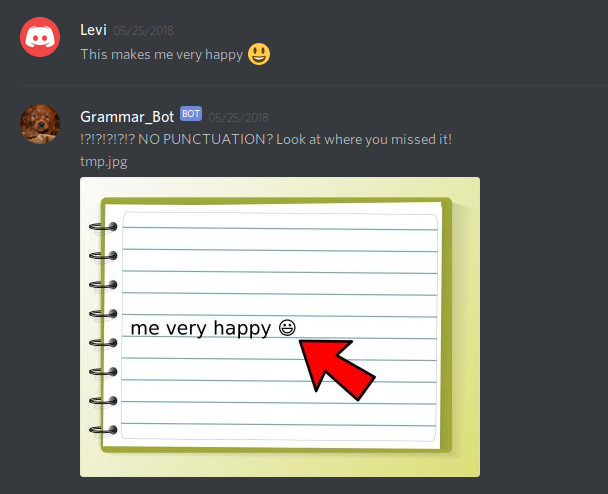 Levi 05/25/2018
This makes me very happy 😃
Grammar_Bot BOT 05/25/2018
!?!?!?!?!? NO PUNCTUATION? Look at where you missed it!
tmp.jpg
me very happy 😃